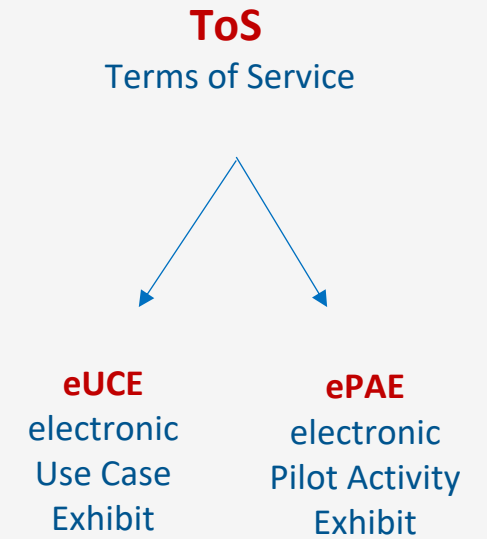 ToS
Terms of Service
eUCE
electronic
Use Case
Exhibit
ePAE
electronic
Pilot Activity
Exhibit